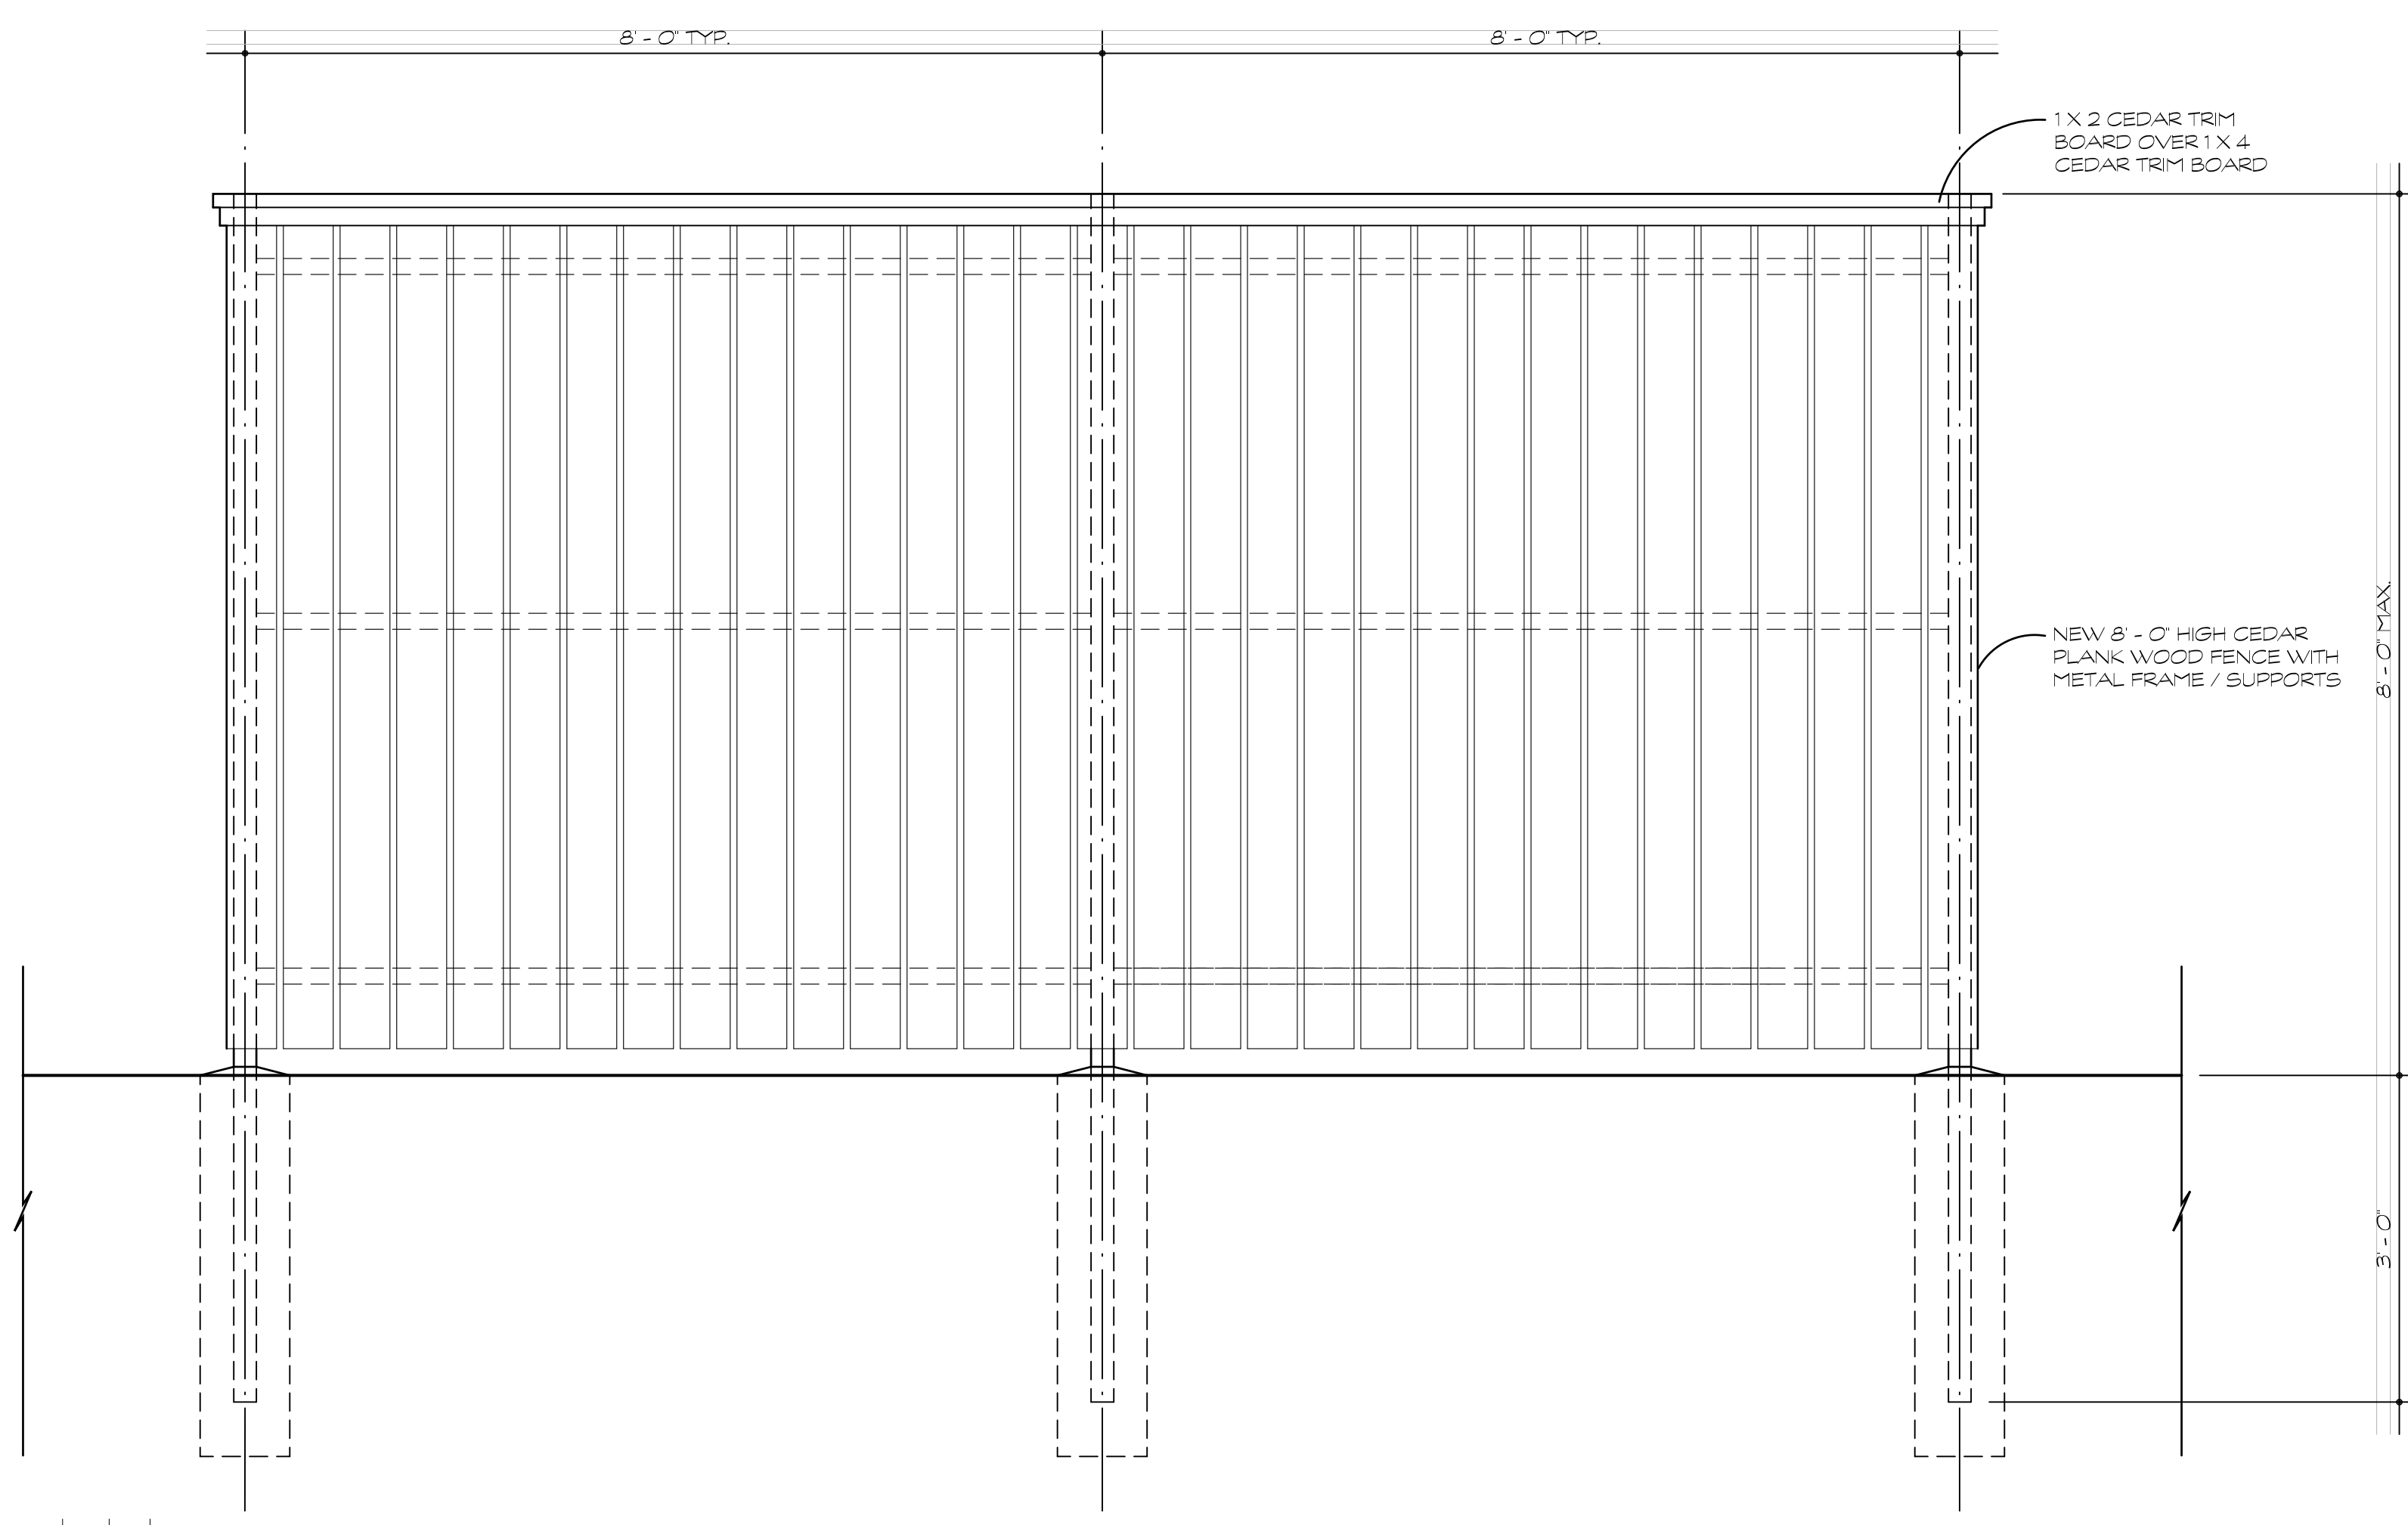 8' - 0" TYP.
8' - 0" TYP.
1 X 2 CEDAR TRIM
BOARD OVER 1 X 4
CEDAR TRIM BOARD
NEW 8' - 0" HIGH CEDAR
PLANK WOOD FENCE WITH
METAL FRAME / SUPPORTS
8' - 0" MAX.
3' - 0"